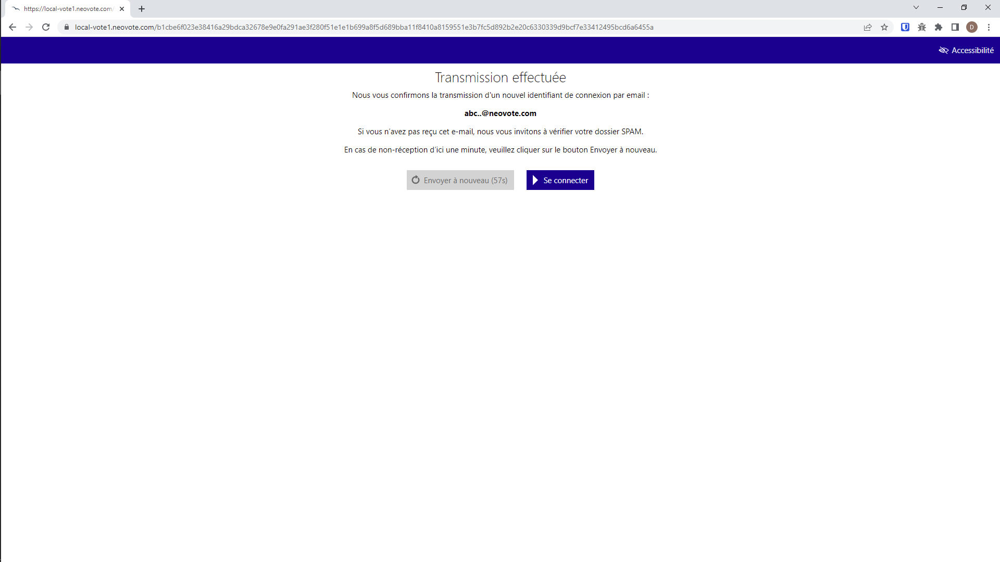 https://local-vote1.neovote.com/
local-vote1.neovote.com/b1cbe6f023e38416a29bdca32678e9e0fa291ae3f280f51e1e1b699a8f5d689bba11f8410a8159551e3b7fc5d892b2e20c6330339d9bcf7e33412495bcd6a6455a
D
Accessibilité
Transmission effectuée
Nous vous confirmons la transmission d'un nouvel identifiant de connexion par email :
abc..@neovote.com
Si vous n’avez pas reçu cet e-mail, nous vous invitons à vérifier votre dossier SPAM.
En cas de non-réception d’ici une minute, veuillez cliquer sur le bouton Envoyer à nouveau.
Envoyer à nouveau (57s)
Se connecter